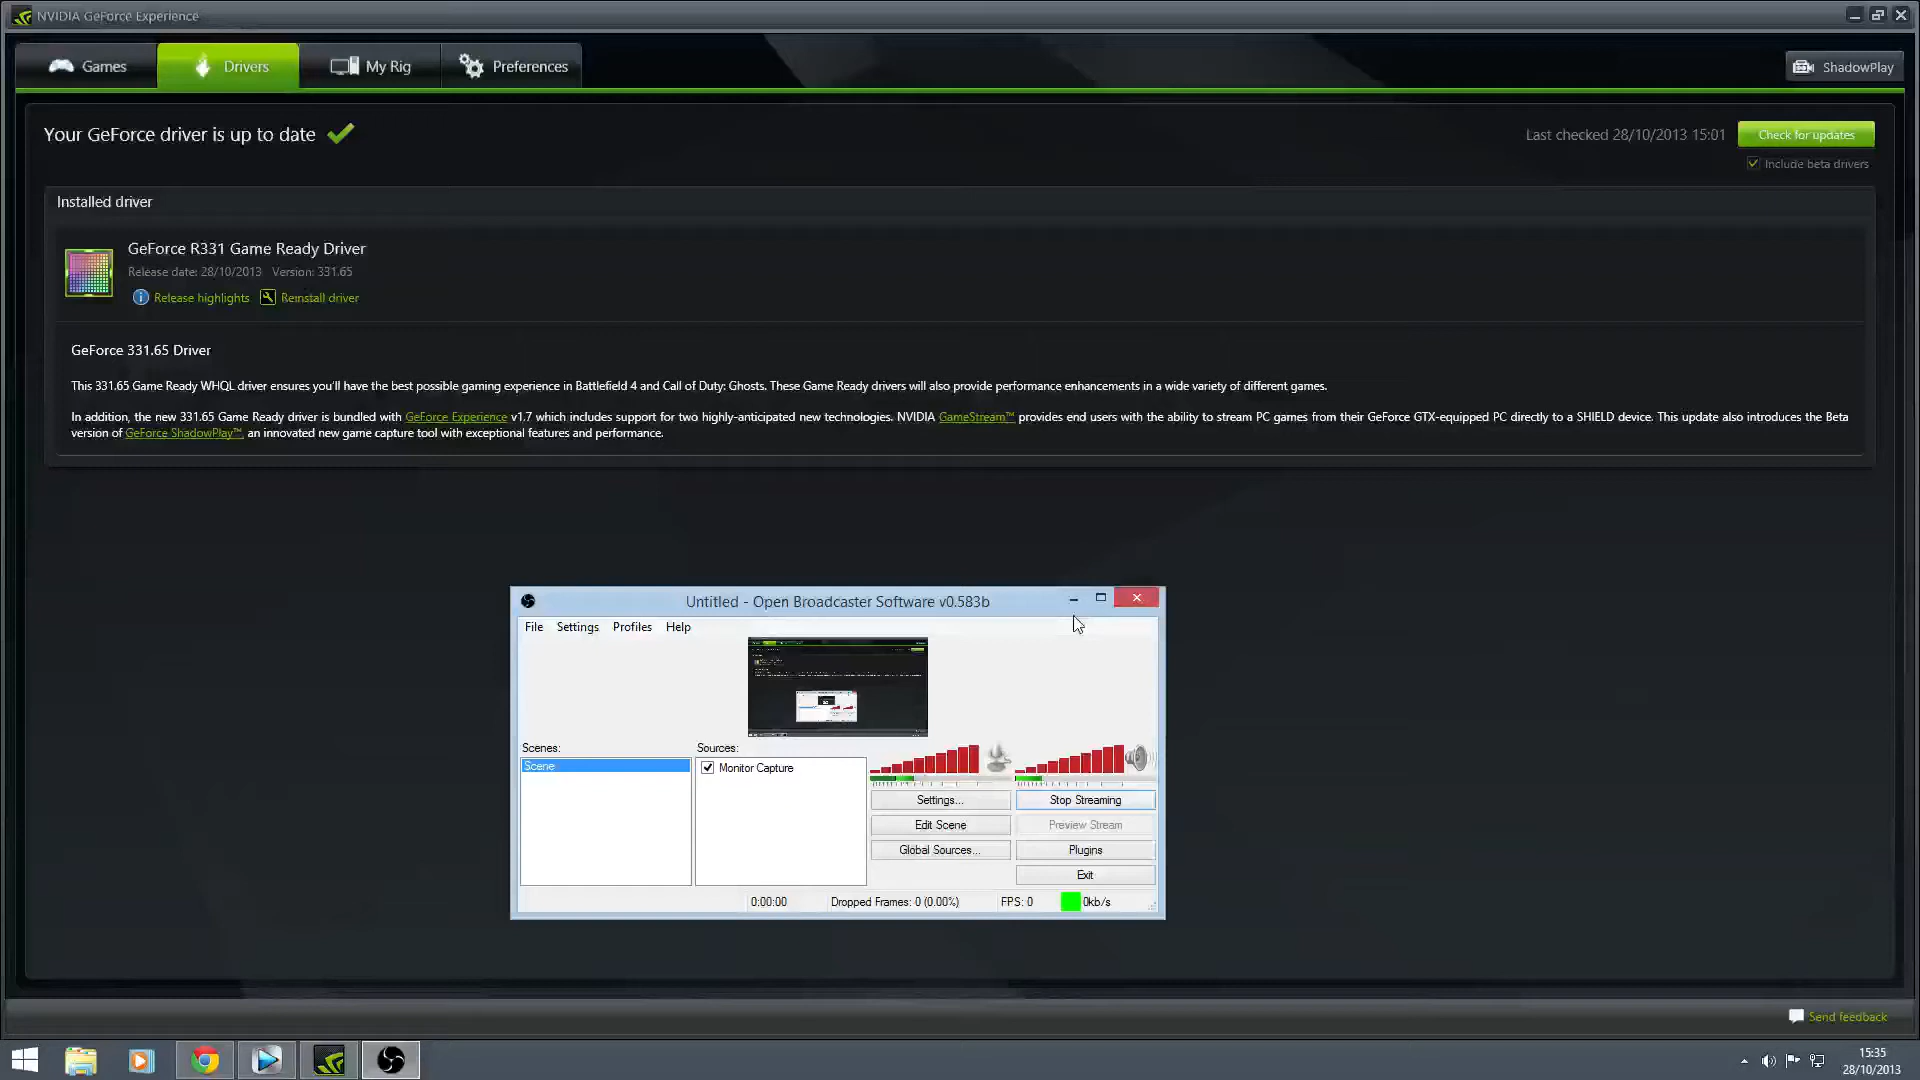 NVIDIA GeForce Experience
Games
Drivers
My Rig
Preferences
ShadowPlay
Your GeForce driver is up to date
Last checked 28/10/2013 15:01
Check for updates
Include beta drivers
Installed driver
GeForce R331 Game Ready Driver
Release date: 28/10/2013 Version: 331.65
Release highlights
Reinstall driver
GeForce 331.65 Driver
This 331.65 Game Ready WHQL driver ensures you'll have the best possible gaming experience in Battlefield 4 and Call of Duty: Ghosts. These Game Ready drivers will also provide performance enhancements in a wide variety of different games.
In addition, the new 331.65 Game Ready driver is bundled with GeForce Experience v1.7 which includes support for two highly-anticipated new technologies. NVIDIA GameStream™ provides end users with the ability to stream PC games from their GeForce GTX-equipped PC directly to a SHIELD device. This update also introduces the Beta
version of GeForce ShadowPlay™, an innovated new game capture tool with exceptional features and performance.
Untitled - Open Broadcaster Software v0.583b
File Settings Profiles Help
Scenes:
Sources:
Scene
Monitor Capture
Settings...
Stop Streaming
Edit Scene
Preview Stream
Global Sources...
Plugins
Exit
0:00:00
Dropped Frames: 0 (0.00%)
FPS: 0
0kb/s
Send feedback
15:35
28/10/2013